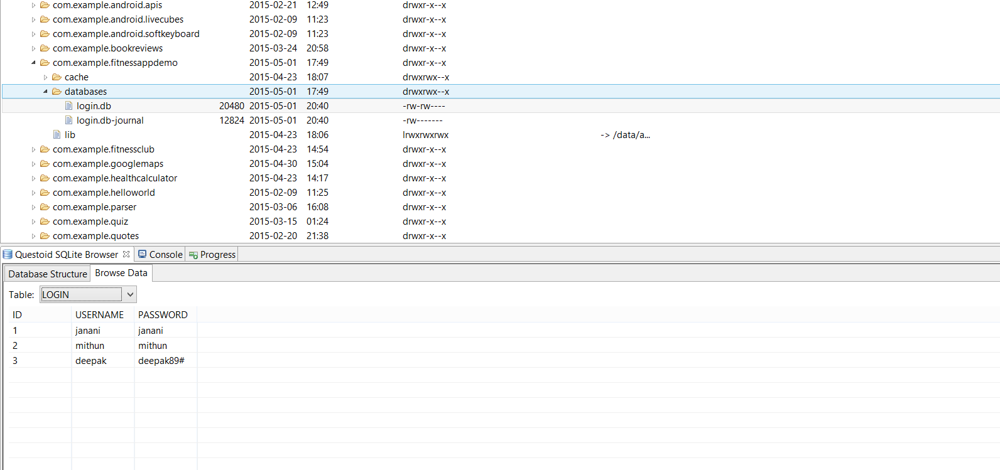 com.example.android.apis 2015-02-21 12:49 drwxr-x--x
com.example.android.livecubes 2015-02-09 11:23 drwxr-x--x
com.example.android.softkeyboard 2015-02-09 11:23 drwxr-x--x
com.example.bookreviews 2015-03-24 20:58 drwxr-x--x
com.example.fitnessappdemo 2015-05-01 17:49 drwxr-x--x
cache 2015-04-23 18:07 drwxrwx--x
databases 2015-05-01 17:49 drwxrwx--x
login.db 20480 2015-05-01 20:40 -rw-rw----
login.db-journal 12824 2015-05-01 20:40 -rw-------
lib 2015-04-23 18:06 lrwxrwxrwx -> /data/a...
com.example.fitnessclub 2015-04-23 14:54 drwxr-x--x
com.example.googlemaps 2015-04-30 15:04 drwxr-x--x
com.example.healthcalculator 2015-04-23 14:17 drwxr-x--x
com.example.helloworld 2015-02-09 11:25 drwxr-x--x
com.example.parser 2015-03-06 16:08 drwxr-x--x
com.example.quiz 2015-03-15 01:24 drwxr-x--x
com.example.quotes 2015-02-20 21:38 drwxr-x--x
Questoid SQLite Browser Console Progress
Database Structure Browse Data
Table: LOGIN
ID USERNAME PASSWORD
1 janani janani
2 mithun mithun
3 deepak deepak89#